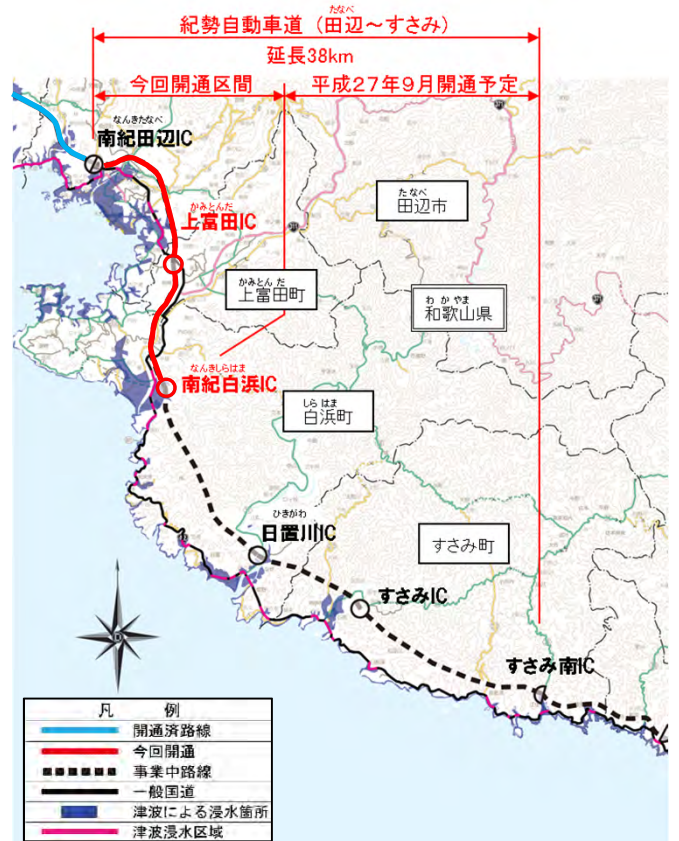 紀勢自動車道（田辺～すさみ）
たなべ
延長38km
今回開通区間
平成27年9月開通予定
なんきたなべ
南紀田辺IC
かみとんだ
上富田IC
たなべ
田辺市
かみとんだ
上富田町
わかやま
和歌山県
なんきしらはま
南紀白浜IC
しらはま
白浜町
ひきがわ
日置川IC
すさみ町
すさみIC
すさみ南IC
凡 例
開通済路線
今回開通
事業中路線
一般国道
津波による浸水箇所
津波浸水区域